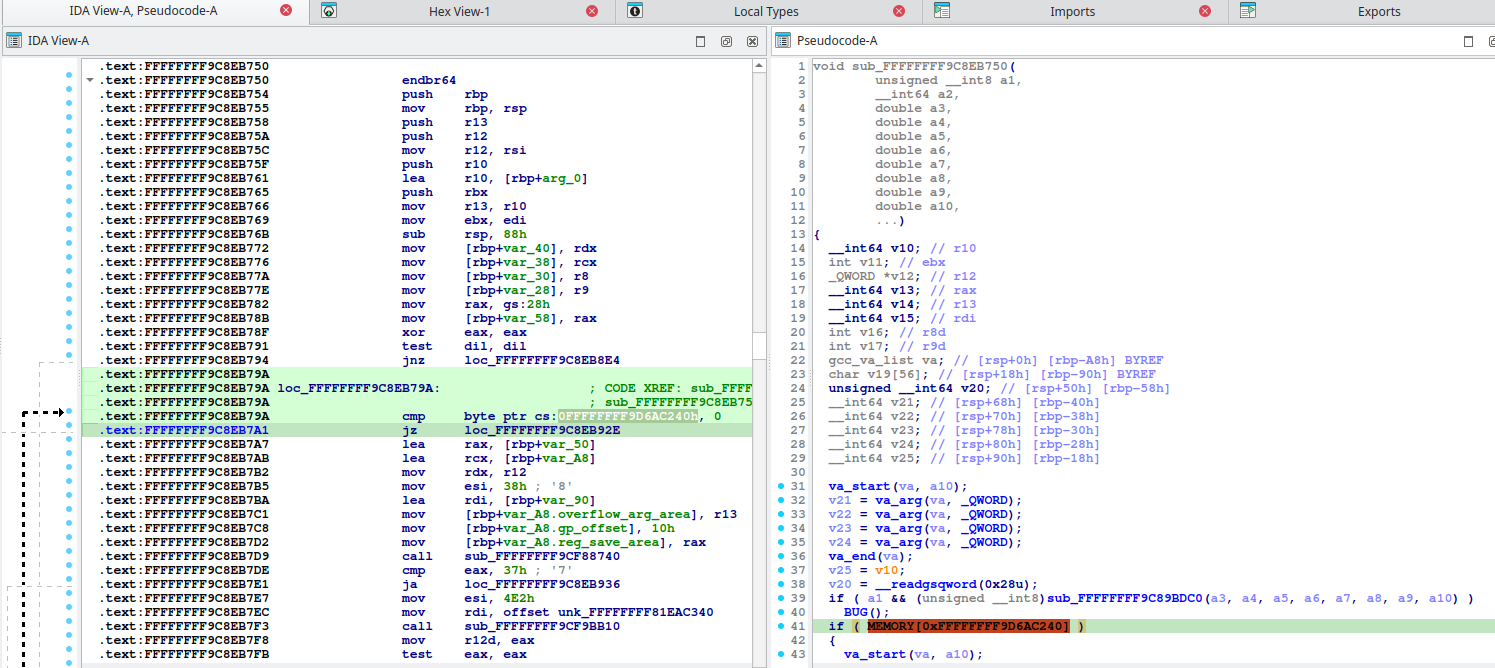 IDA View-A, Pseudocode-A
Hex View-1
Local Types
Imports
Exports
IDA View-A
.text:FFFFFFFF9C8EB750
.text:FFFFFFFF9C8EB750 endbr64
.text:FFFFFFFF9C8EB754 push rbp
.text:FFFFFFFF9C8EB755 mov rbp, rsp
.text:FFFFFFFF9C8EB758 push r13
.text:FFFFFFFF9C8EB75A push r12
.text:FFFFFFFF9C8EB75C mov r12, rsi
.text:FFFFFFFF9C8EB75F push r10
.text:FFFFFFFF9C8EB761 lea r10, [rbp+arg_0]
.text:FFFFFFFF9C8EB765 push rbx
.text:FFFFFFFF9C8EB766 mov r13, r10
.text:FFFFFFFF9C8EB769 mov ebx, edi
.text:FFFFFFFF9C8EB76B sub rsp, 88h
.text:FFFFFFFF9C8EB772 mov [rbp+var_40], rdx
.text:FFFFFFFF9C8EB776 mov [rbp+var_38], rcx
.text:FFFFFFFF9C8EB77A mov [rbp+var_30], r8
.text:FFFFFFFF9C8EB77E mov [rbp+var_28], r9
.text:FFFFFFFF9C8EB782 mov rax, gs:28h
.text:FFFFFFFF9C8EB78B mov [rbp+var_58], rax
.text:FFFFFFFF9C8EB78F xor eax, eax
.text:FFFFFFFF9C8EB791 test dil, dil
.text:FFFFFFFF9C8EB794 jnz loc_FFFFFFFF9C8EB8E4
.text:FFFFFFFF9C8EB79A
.text:FFFFFFFF9C8EB79A loc_FFFFFFFF9C8EB79A: ; CODE XREF: sub_FFFF
.text:FFFFFFFF9C8EB79A ; sub_FFFFFFFF9C8EB75
.text:FFFFFFFF9C8EB79A cmp byte ptr cs:0FFFFFFFF9D6AC240h, 0
.text:FFFFFFFF9C8EB7A1 jz loc_FFFFFFFF9C8EB92E
.text:FFFFFFFF9C8EB7A7 lea rax, [rbp+var_50]
.text:FFFFFFFF9C8EB7AB lea rcx, [rbp+var_A8]
.text:FFFFFFFF9C8EB7B2 mov rdx, r12
.text:FFFFFFFF9C8EB7B5 mov esi, 38h ; '8'
.text:FFFFFFFF9C8EB7BA lea rdi, [rbp+var_90]
.text:FFFFFFFF9C8EB7C1 mov [rbp+var_A8.overflow_arg_area], r13
.text:FFFFFFFF9C8EB7C8 mov [rbp+var_A8.gp_offset], 10h
.text:FFFFFFFF9C8EB7D2 mov [rbp+var_A8.reg_save_area], rax
.text:FFFFFFFF9C8EB7D9 call sub_FFFFFFFF9CF88740
.text:FFFFFFFF9C8EB7DE cmp eax, 37h ; '7'
.text:FFFFFFFF9C8EB7E1 ja loc_FFFFFFFF9C8EB936
.text:FFFFFFFF9C8EB7E7 mov esi, 4E2h
.text:FFFFFFFF9C8EB7EC mov rdi, offset unk_FFFFFFFF81EAC340
.text:FFFFFFFF9C8EB7F3 call sub_FFFFFFFF9CF9BB10
.text:FFFFFFFF9C8EB7F8 mov r12d, eax
.text:FFFFFFFF9C8EB7FB test eax, eax
Pseudocode-A
1 void sub_FFFFFFFF9C8EB750(
2 unsigned __int8 a1,
3 __int64 a2,
4 double a3,
5 double a4,
6 double a5,
7 double a6,
8 double a7,
9 double a8,
10 double a9,
11 double a10,
12 ...)
13 {
14 __int64 v10; // r10
15 int v11; // ebx
16 _QWORD *v12; // r12
17 __int64 v13; // rax
18 __int64 v14; // r13
19 __int64 v15; // rdi
20 int v16; // r8d
21 int v17; // r9d
22 gcc_va_list va; // [rsp+0h] [rbp-A8h] BYREF
23 char v19[56]; // [rsp+18h] [rbp-90h] BYREF
24 unsigned __int64 v20; // [rsp+50h] [rbp-58h]
25 __int64 v21; // [rsp+68h] [rbp-40h]
26 __int64 v22; // [rsp+70h] [rbp-38h]
27 __int64 v23; // [rsp+78h] [rbp-30h]
28 __int64 v24; // [rsp+80h] [rbp-28h]
29 __int64 v25; // [rsp+90h] [rbp-18h]
30
31 va_start(va, a10);
32 v21 = va_arg(va, _QWORD);
33 v22 = va_arg(va, _QWORD);
34 v23 = va_arg(va, _QWORD);
35 v24 = va_arg(va, _QWORD);
36 va_end(va);
37 v25 = v10;
38 v20 = __readgsqword(0x28u);
39 if ( a1 && (unsigned __int8)sub_FFFFFFFF9C89BDC0(a3, a4, a5, a6, a7, a8, a9, a10) )
40 BUG();
41 if ( MEMORY[0xFFFFFFFF9D6AC240] )
42 {
43 va_start(va, a10);